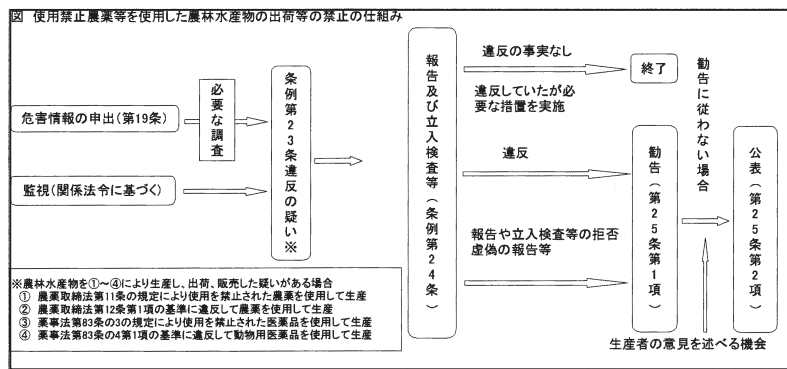 図 使用禁止農薬等を使用した農林水産物の出荷等の禁止の仕組み
危害情報の申出(第19条)
監視(関係法令に基づく)
必要な調査
条例第23条違反の疑い※
報告及び立入検査等(条例第24条)
違反の事実なし
違反していたが必
要な措置を実施
違反
報告や立入検査等の拒否
虚偽の報告等
終了
勧告(第25条第1項)
勧告に従わない場合
公表(第25条第2項)
生産者の意見を述べる機会
※農林水産物を①~④により生産し、出荷、販売した疑いがある場合
① 農薬取締法第11条の規定により使用を禁止された農薬を使用して生産
② 農薬取締法第12条第1項の基準に違反して農薬を使用して生産
③ 薬事法第83条の3の規定により使用を禁止された医薬品を使用して生産
④ 薬事法第83条の4第1項の基準に違反して動物用医薬品を使用して生産